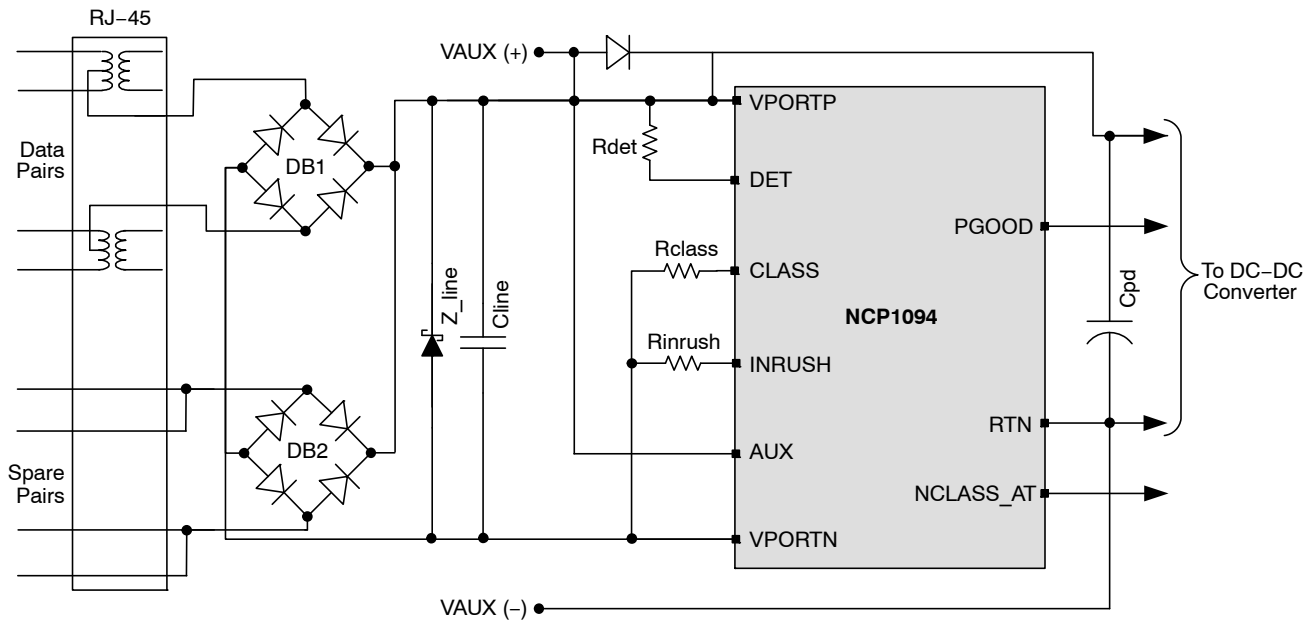 RJ−45
VAUX (+)
VPORTP
Data
Pairs
DB1
Rdet
DET
PGOOD
Rclass
CLASS
To DC−DC
Converter
Z_line
Cline
Cpd
NCP1094
Rinrush
INRUSH
RTN
DB2
AUX
Spare
Pairs
NCLASS_AT
VPORTN
VAUX (−)